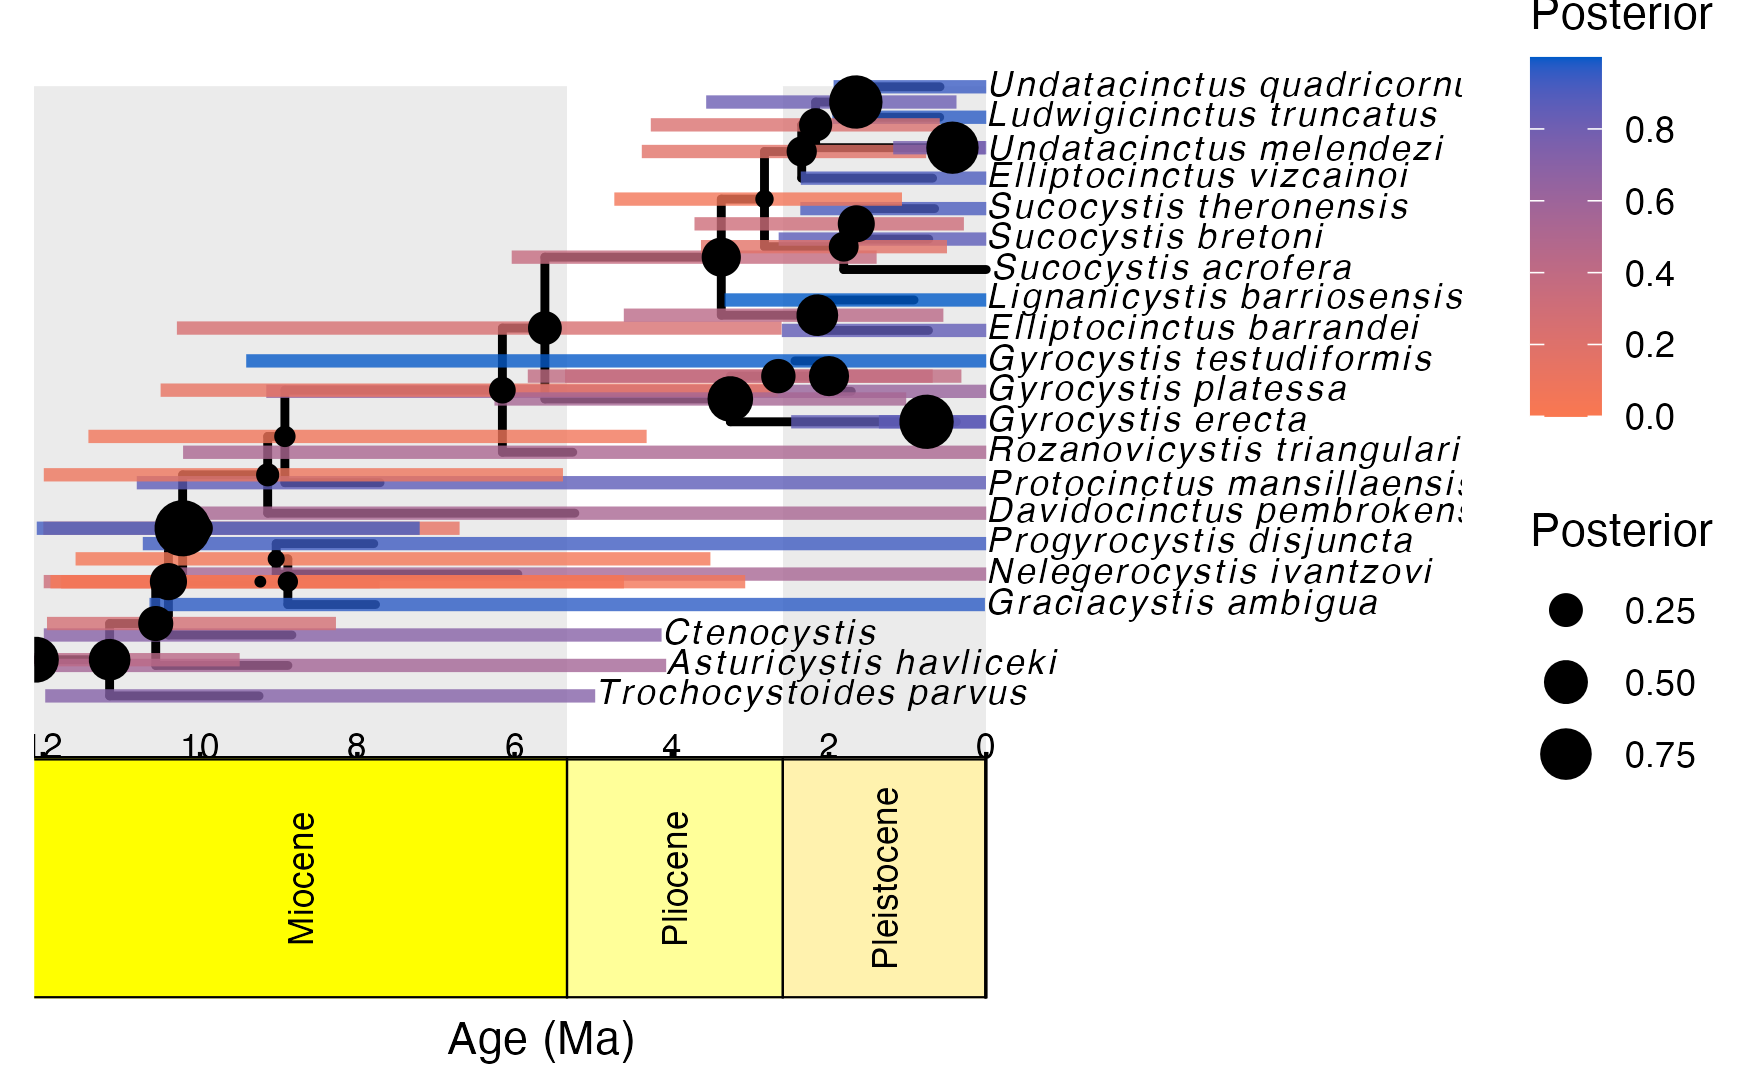 Posterior
0.8
0.6
0.4
0.2
0.0
Undatacinctus quadricornu
Ludwigicinctus truncatus
Undatacinctus melendezi
Elliptocinctus vizcainoi
Sucocystis theronensis
Sucocystis bretoni
Sucocystis acrofera
Lignanicystis barriosensis
Elliptocinctus barrandei
Gyrocystis testudiformis
Gyrocystis platessa
Gyrocystis erecta
Rozanovicystis triangulari
Protocinctus mansillaensis
Davidocinctus pembrokens
Progyrocystis disjuncta
Nelegerocystis ivantzovi
Graciacystis ambigua
Ctenocystis
Asturicystis havliceki
Trochocystoides parvus
Posterior
0.25
0.50
0.75
12 10 8 6 4 2 0
Miocene
Pliocene
Pleistocene
Age (Ma)